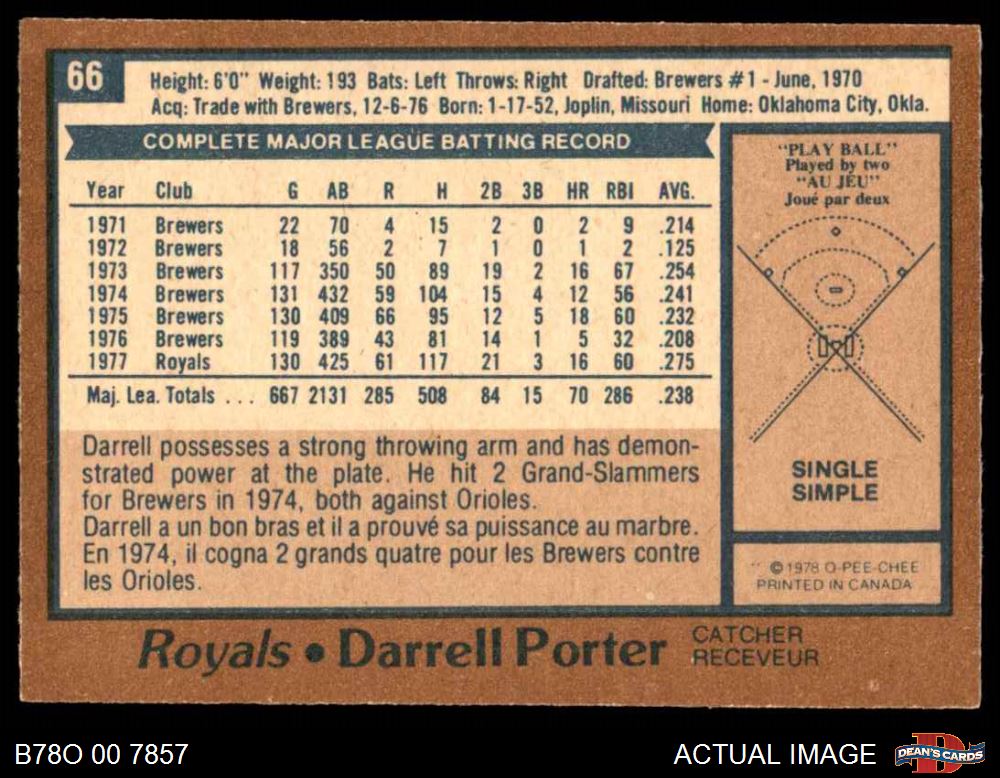 66
Height: 6'0" Weight: 193 Bats: Left Throws: Right Drafted: Brewers #1 - June, 1970
Acq: Trade with Brewers, 12-6-76 Born: 1-17-52, Joplin, Missouri Home: Oklahoma City, Okla.
COMPLETE MAJOR LEAGUE BATTING RECORD
Year Club G AB R H 2B 3B HR RBI AVG.
1971 Brewers 22 70 4 15 2 0 2 9 .214
1972 Brewers 18 56 2 7 1 0 1 2 .125
1973 Brewers 117 350 50 89 19 2 16 67 .254
1974 Brewers 131 432 59 104 15 4 12 56 .241
1975 Brewers 130 409 66 95 12 5 18 60 .232
1976 Brewers 119 389 43 81 14 1 5 32 .208
1977 Royals 130 425 61 117 21 3 16 60 .275
Maj. Lea. Totals . . . 667 2131 285 508 84 15 70 286 .238
Darrell possesses a strong throwing arm and has demon-
strated power at the plate. He hit 2 Grand-Slammers
for Brewers in 1974, both against Orioles.
Darrell a un bon bras et il a prouvé sa puissance au marbre.
En 1974, il cogna 2 grands quatre pour les Brewers contre
les Orioles.
"PLAY BALL"
Played by two
"AU JEU"
Joué par deux
SINGLE
SIMPLE
© 1978 O-PEE-CHEE
PRINTED IN CANADA
Royals • Darrell Porter
CATCHER
RECEVEUR
B78O 00 7857
ACTUAL IMAGE
DEAN'S CARDS